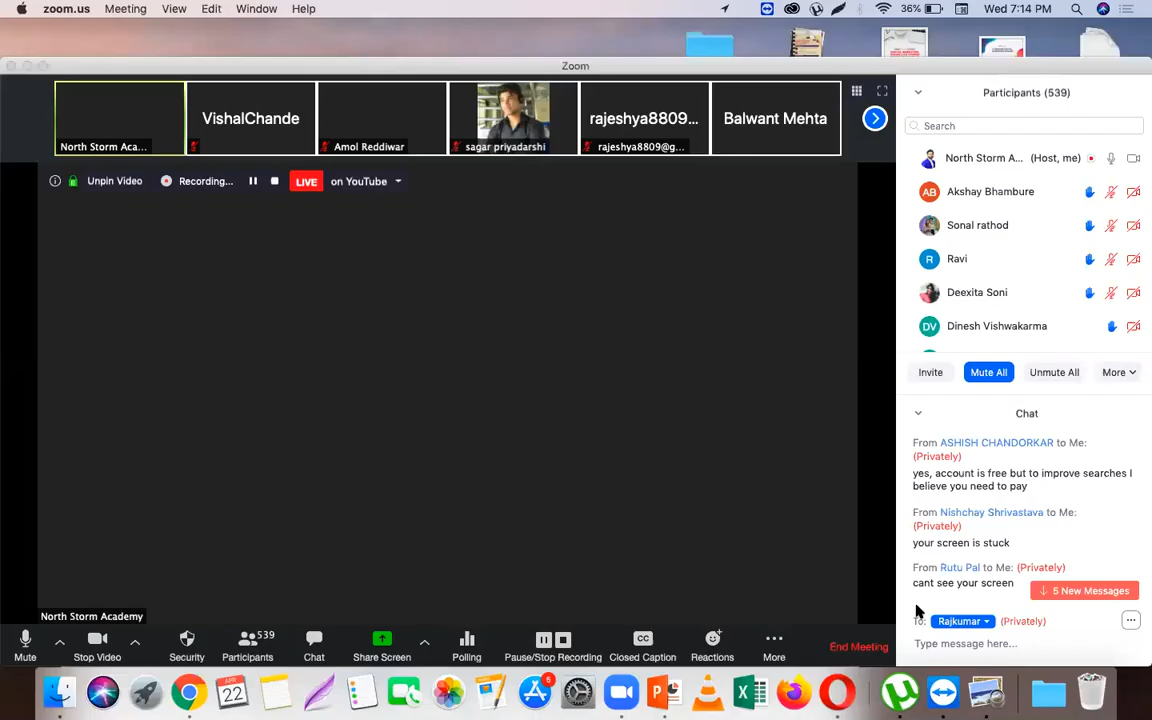 zoom.us Meeting View Edit Window Help 36% Wed 7:14 PM
Zoom
North Storm Aca...
VishalChande
Amol Reddiwar
sagar priyadarshi
rajeshya8809...
rajeshya8809@g...
Balwant Mehta
Unpin Video Recording... LIVE on YouTube
North Storm Academy
Mute
Stop Video
Security
539
Participants
Chat
Share Screen
Polling
Pause/Stop Recording
CC
Closed Caption
Reactions
More
End Meeting
Participants (539)
Search
North Storm A... (Host, me)
AB Akshay Bhambure
Sonal rathod
R Ravi
Deexita Soni
DV Dinesh Vishwakarma
Invite Mute All Unmute All More
Chat
From ASHISH CHANDORKAR to Me:
(Privately)
yes, account is free but to improve searches I
believe you need to pay
From Nishchay Shrivastava to Me:
(Privately)
your screen is stuck
From Rutu Pal to Me: (Privately)
cant see your screen
5 New Messages
To: Rajkumar (Privately)
Type message here...
APR
22
6